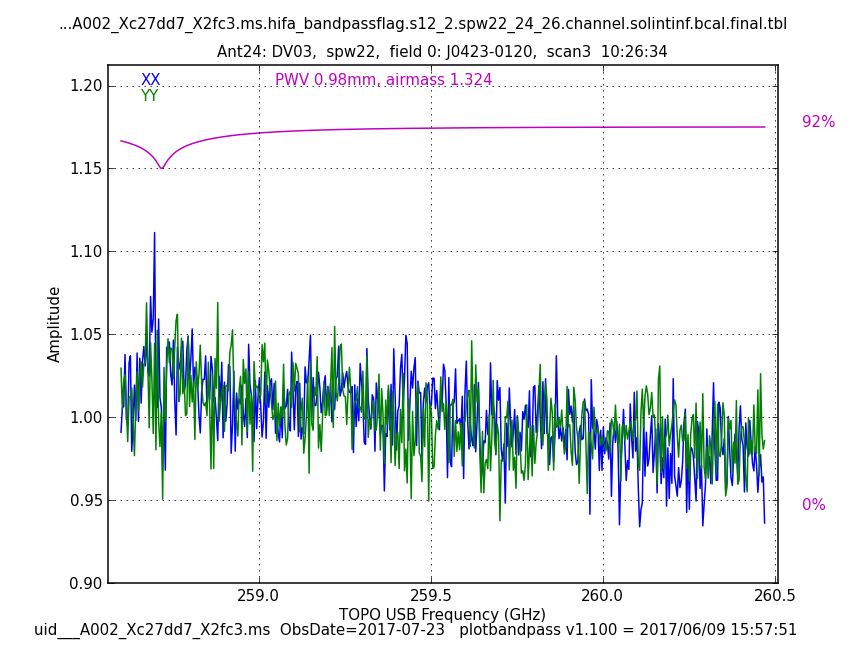 ...A002_Xc27dd7_X2fc3.ms.hifa_bandpassflag.s12_2.spw22_24_26.channel.solintinf.bcal.final.tbl
Ant24: DV03,  spw22,  field 0: J0423-0120,  scan3  10:26:34
XX
PWV 0.98mm, airmass 1.324
YY
1.20
1.15
1.10
1.05
1.00
0.95
0.90
Amplitude
92%
0%
259.0 259.5 260.0 260.5
TOPO USB Frequency (GHz)
uid___A002_Xc27dd7_X2fc3.ms  ObsDate=2017-07-23   plotbandpass v1.100 = 2017/06/09 15:57:51